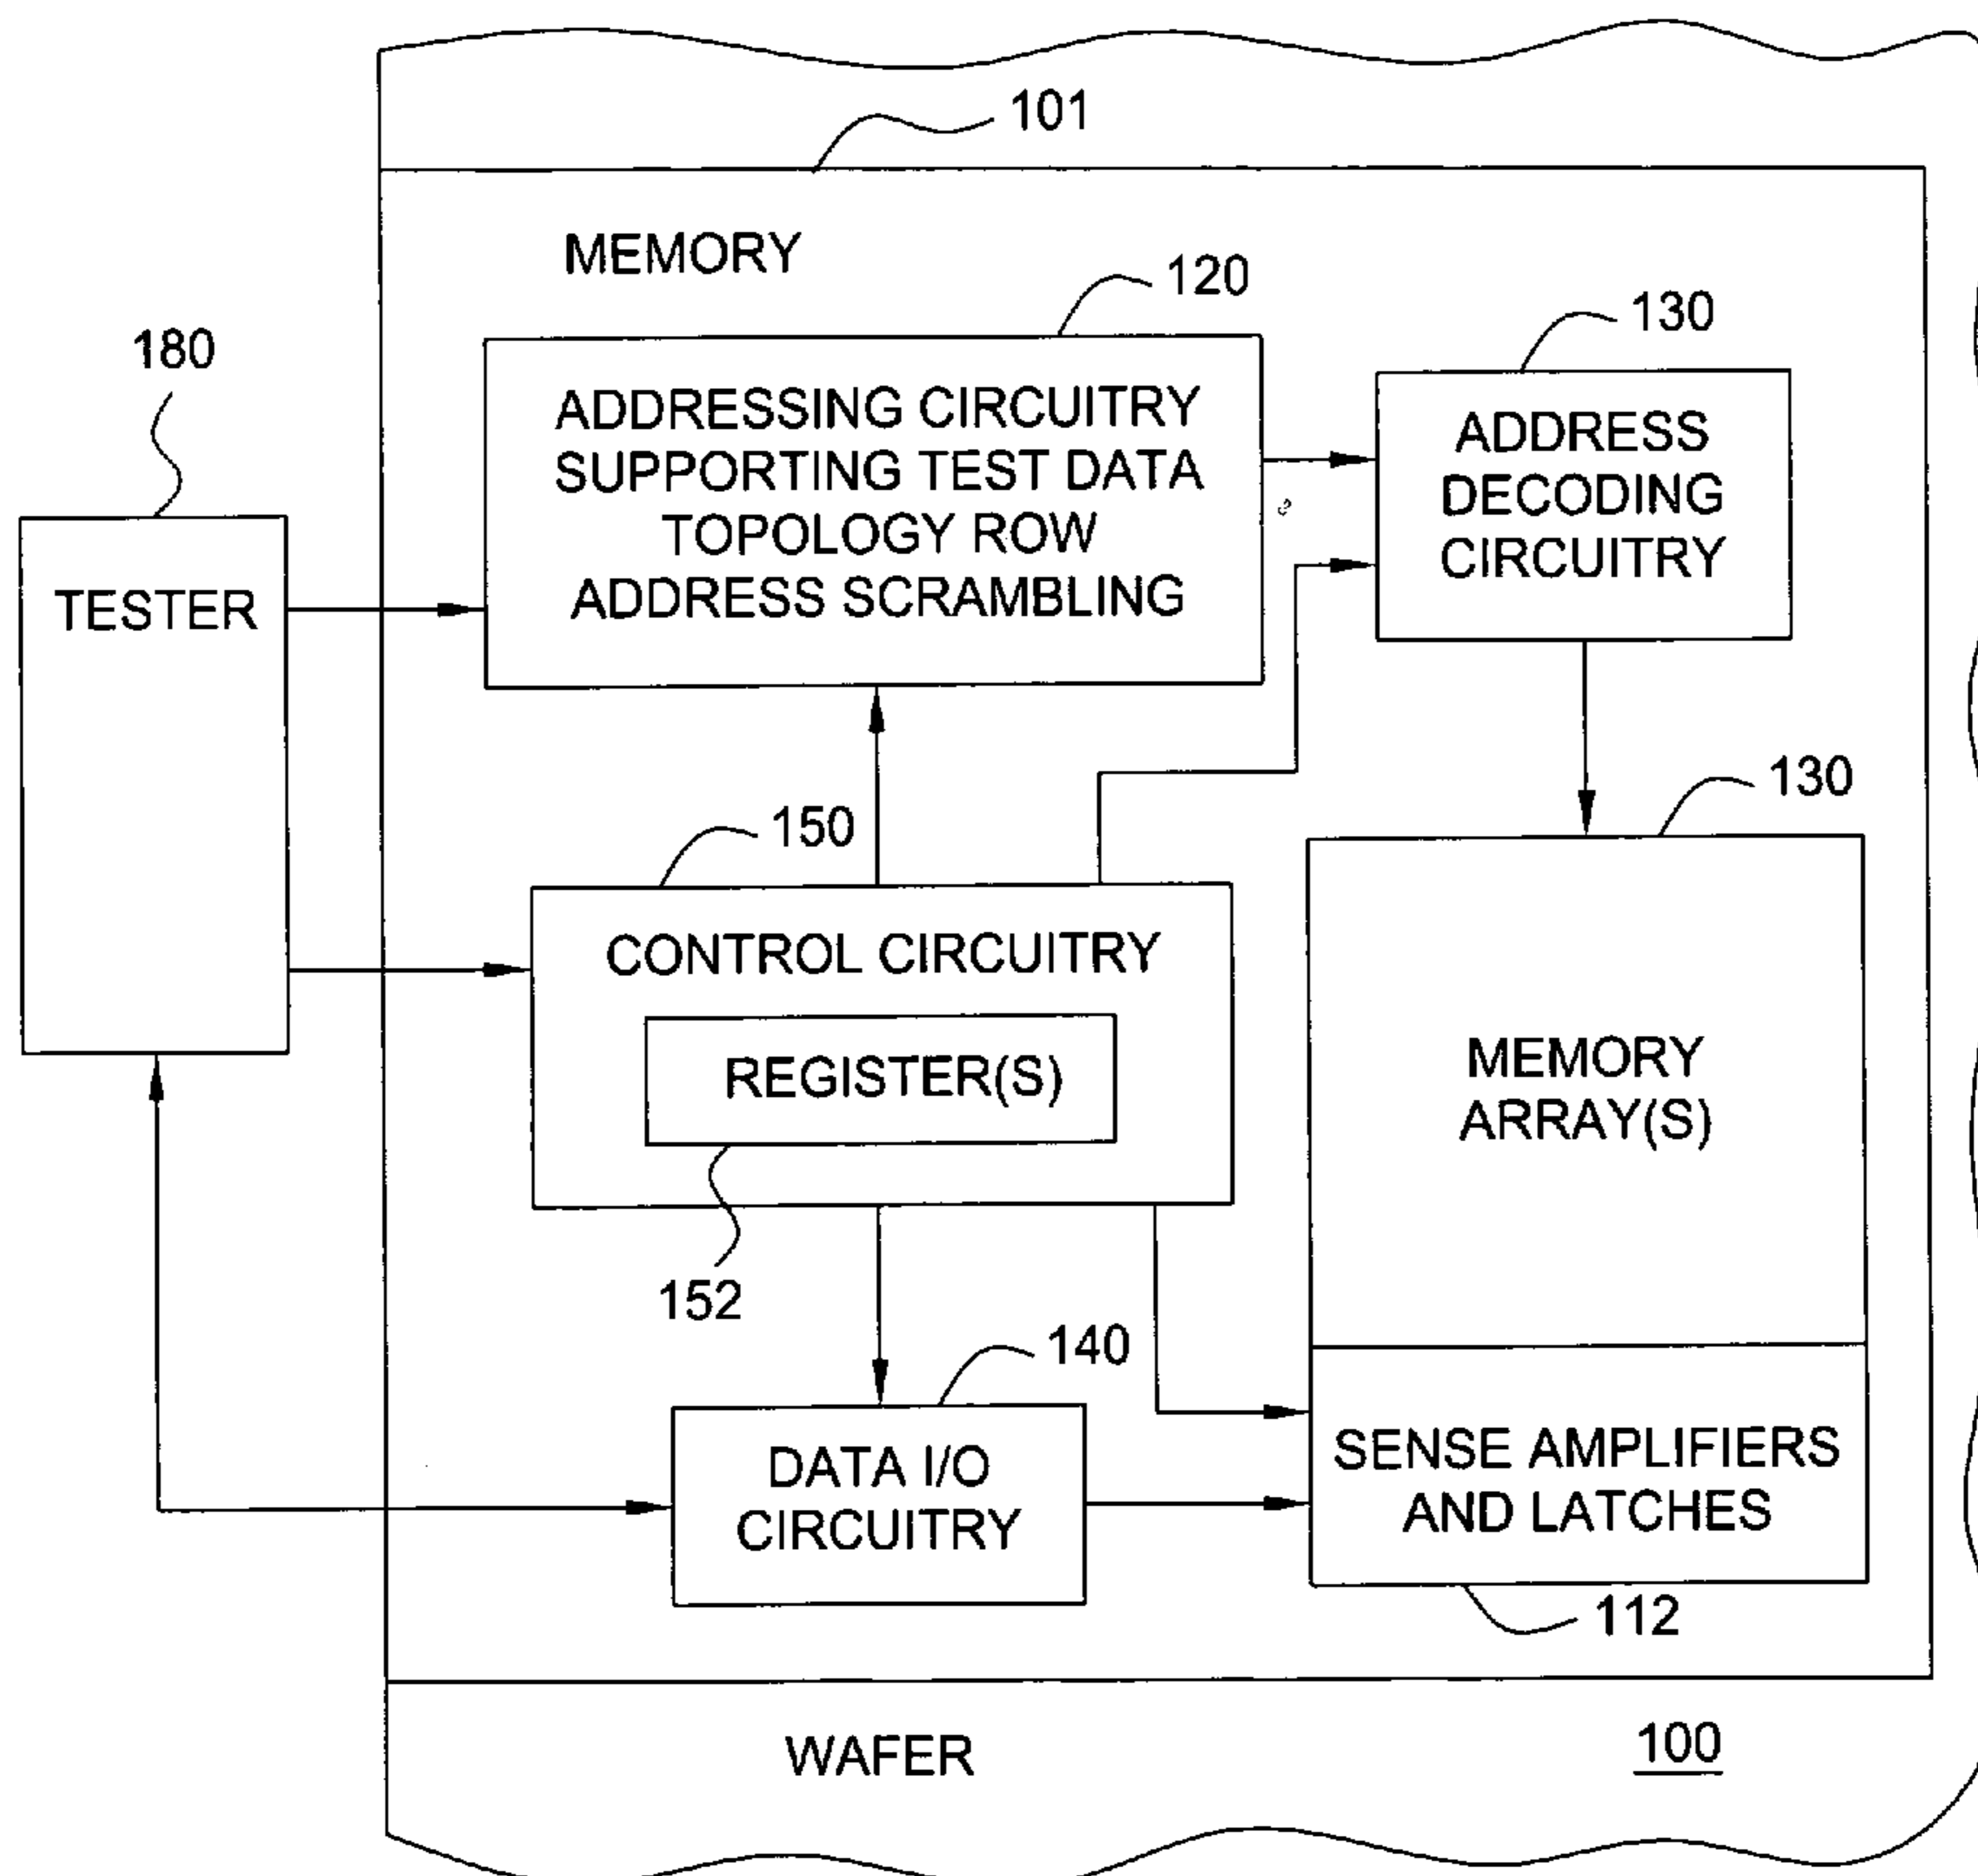 101
MEMORY
120
130
180
ADDRESSING CIRCUITRY
SUPPORTING TEST DATA
TOPOLOGY ROW
ADDRESS SCRAMBLING
ADDRESS
DECODING
CIRCUITRY
TESTER
130
150
CONTROL CIRCUITRY
REGISTER(S)
MEMORY
ARRAY(S)
152
140
DATA I/O
CIRCUITRY
SENSE AMPLIFIERS
AND LATCHES
112
WAFER
100